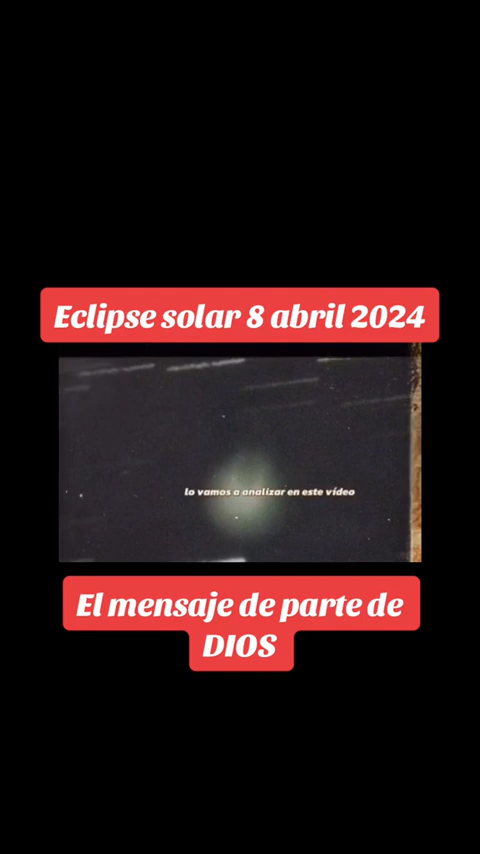 Eclipse solar 8 abril 2024
lo vamos a analizar en este vídeo
El mensaje de parte de
DIOS